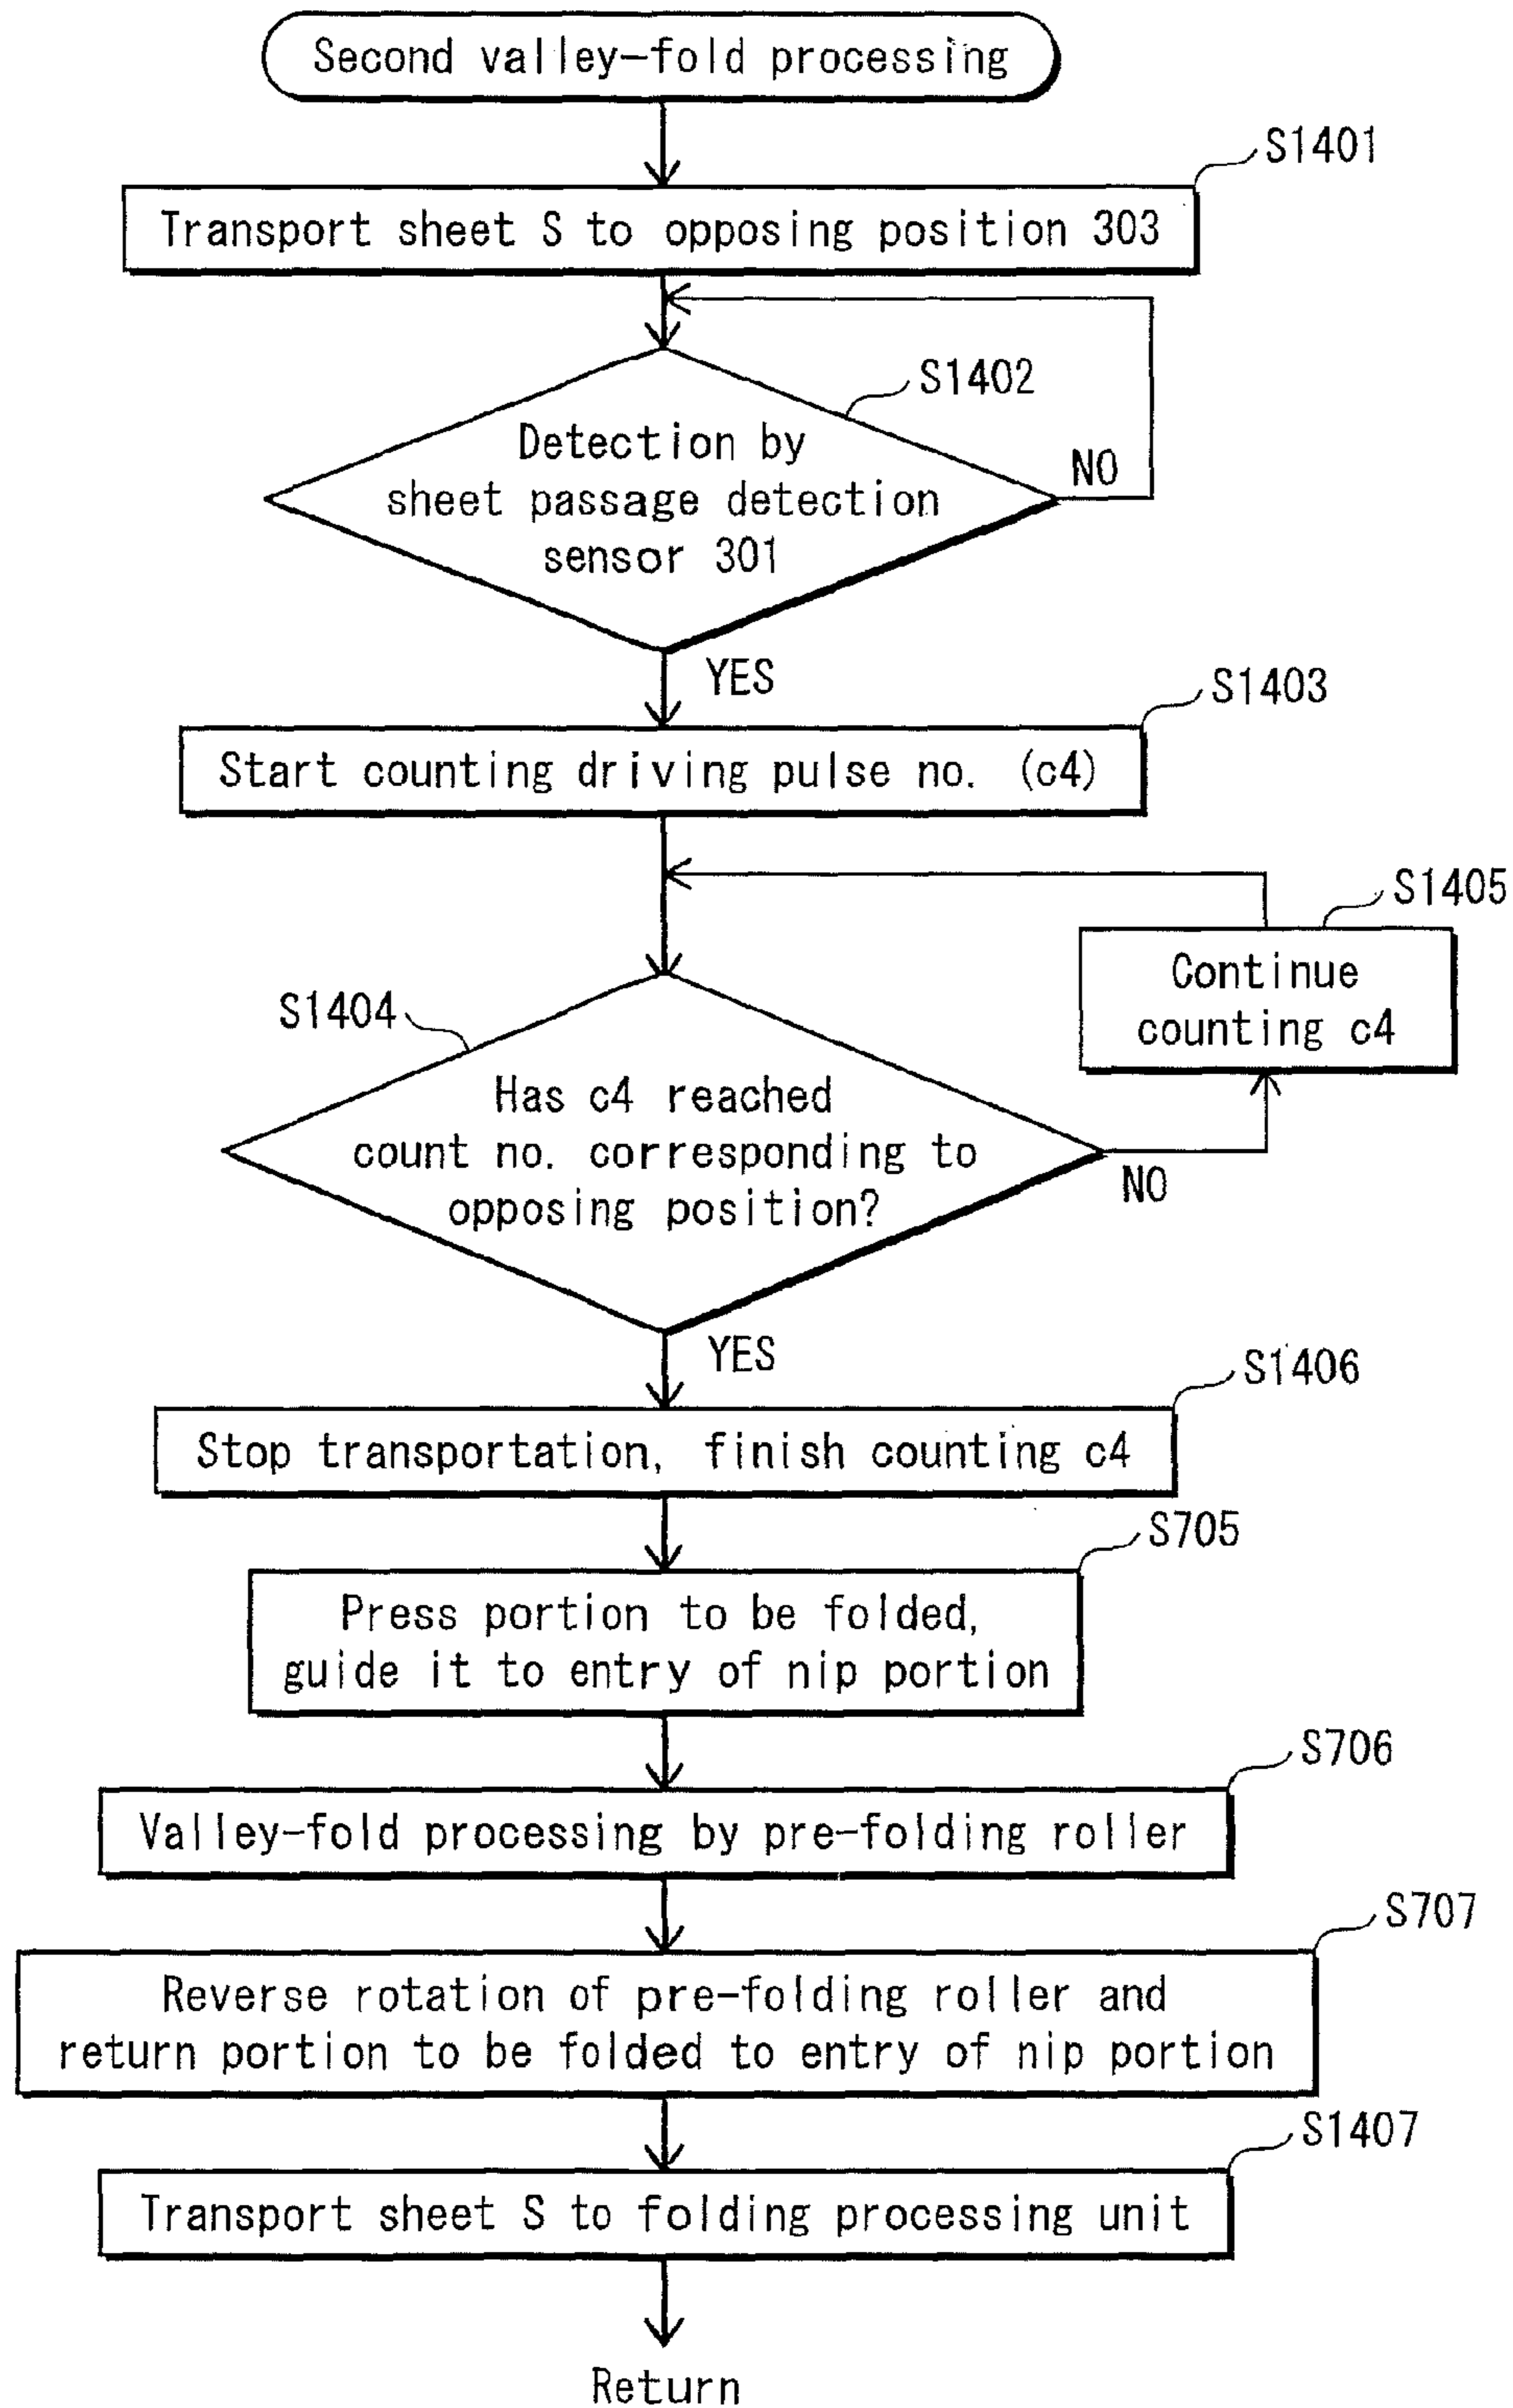 Second valley-fold processing
S1401
Transport sheet S to opposing position 303
S1402
Detection by
sheet passage detection
sensor 301
NO
YES
S1403
Start counting driving pulse no. (c4)
S1405
Continue
counting c4
S1404
Has c4 reached
count no. corresponding to
opposing position?
NO
YES
S1406
Stop transportation, finish counting c4
S705
Press portion to be folded,
guide it to entry of nip portion
S706
Valley-fold processing by pre-folding roller
S707
Reverse rotation of pre-folding roller and
return portion to be folded to entry of nip portion
S1407
Transport sheet S to folding processing unit
Return